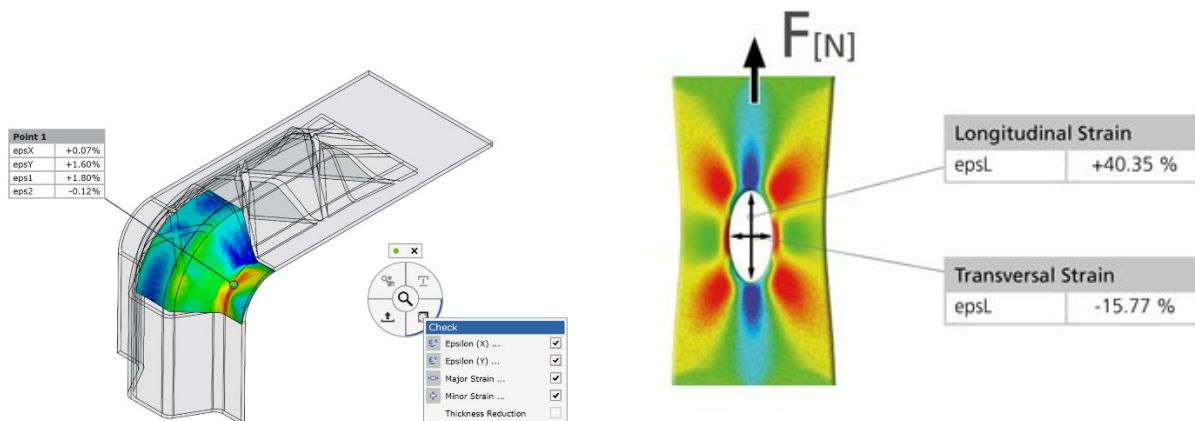 Point 1
epsX +0.07%
epsY +1.60%
eps1 +1.80%
eps2 -0.12%
Check
Epsilon (X) ...
Epsilon (Y) ...
Major Strain ...
Minor Strain ...
Thickness Reduction
F[N]
Longitudinal Strain
epsL +40.35 %
Transversal Strain
epsL -15.77 %